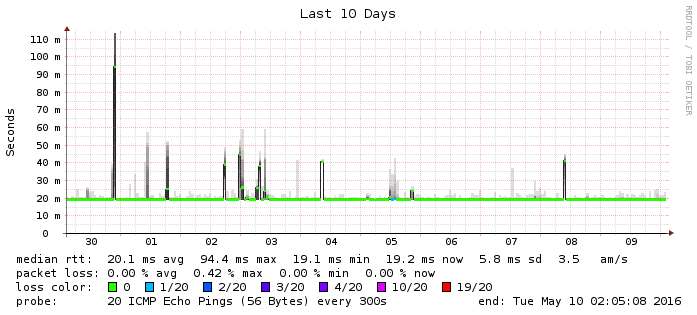 Last 10 Days
RRDTOOL / TOBI OETIKER
Seconds
110 m
100 m
90 m
80 m
70 m
60 m
50 m
40 m
30 m
20 m
10 m
0
30 01 02 03 04 05 06 07 08 09
median rtt: 20.1 ms avg 94.4 ms max 19.1 ms min 19.2 ms now 5.8 ms sd 3.5 am/s
packet loss: 0.00 % avg 0.42 % max 0.00 % min 0.00 % now
loss color: 0 1/20 2/20 3/20 4/20 10/20 19/20
probe: 20 ICMP Echo Pings (56 Bytes) every 300s end: Tue May 10 02:05:08 2016